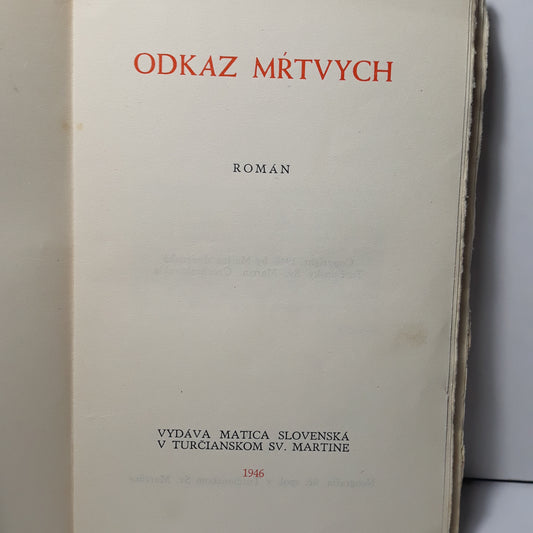 ODKAZ MŔTVYCH
ROMÁN
VYDÁVA MATICA SLOVENSKÁ
V TURČIANSKOM SV. MARTINE
1946